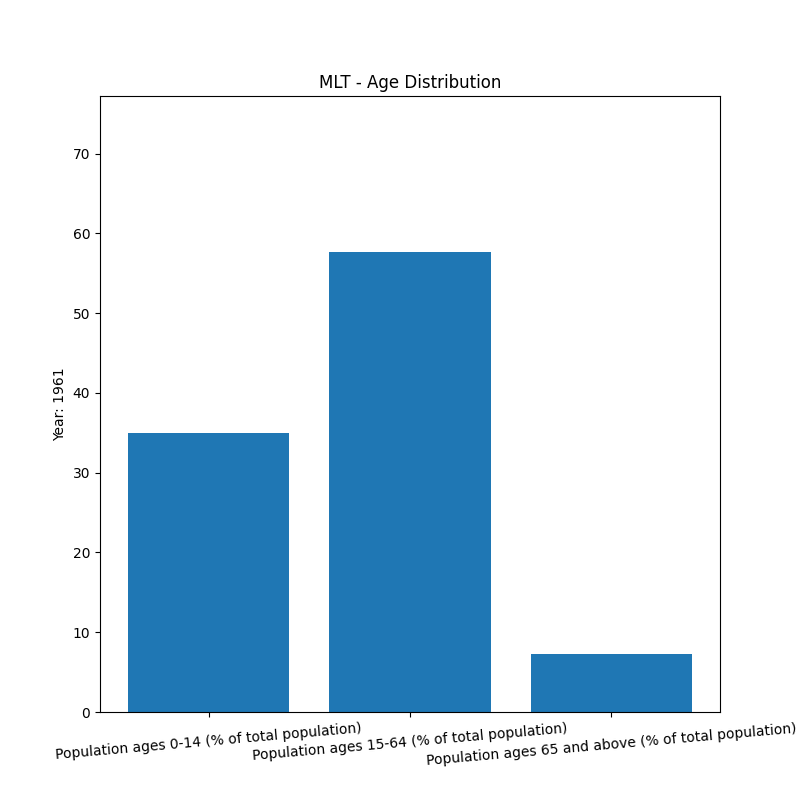 MLT - Age Distribution
70
60
50
40
30
20
10
0
Year: 1961
Population ages 0-14 (% of total population)
Population ages 15-64 (% of total population)
Population ages 65 and above (% of total population)